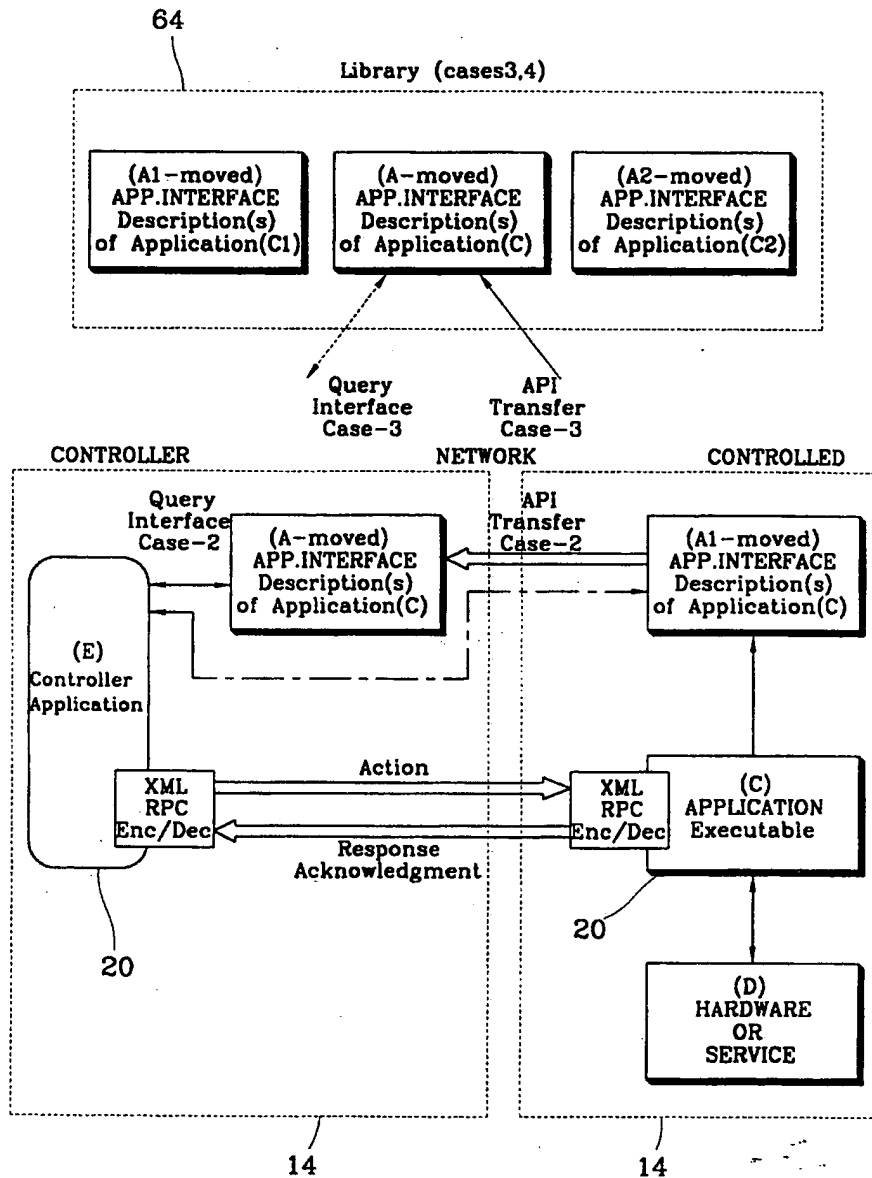 64
Library (cases3,4)
(A1-moved)
APP.INTERFACE
Description(s)
of Application(C1)
(A-moved)
APP.INTERFACE
Description(s)
of Application(C)
(A2-moved)
APP.INTERFACE
Description(s)
of Application(C2)
Query
Interface
Case-3
API
Transfer
Case-3
CONTROLLER
NETWORK
CONTROLLED
Query
Interface
Case-2
(A-moved)
APP.INTERFACE
Description(s)
of Application(C)
API
Transfer
Case-2
(A1-moved)
APP.INTERFACE
Description(s)
of Application(C)
(E)
Controller
Application
XML
RPC
Enc/Dec
Action
Response
Acknowledgment
XML
RPC
Enc/Dec
(C)
APPLICATION
Executable
20
20
(D)
HARDWARE
OR
SERVICE
14
14